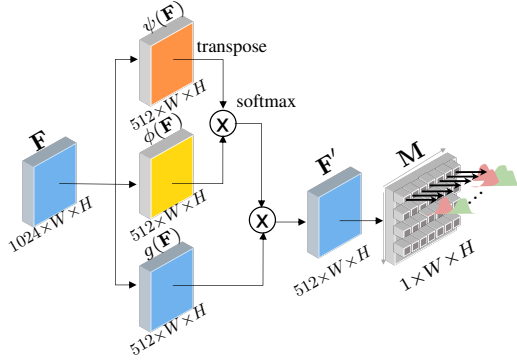 ψ(F)
transpose
512×W×H
softmax
F
ϕ(F)
X
1024×W×H
512×W×H
g(F)
X
F′
M
512×W×H
1×W×H
512×W×H